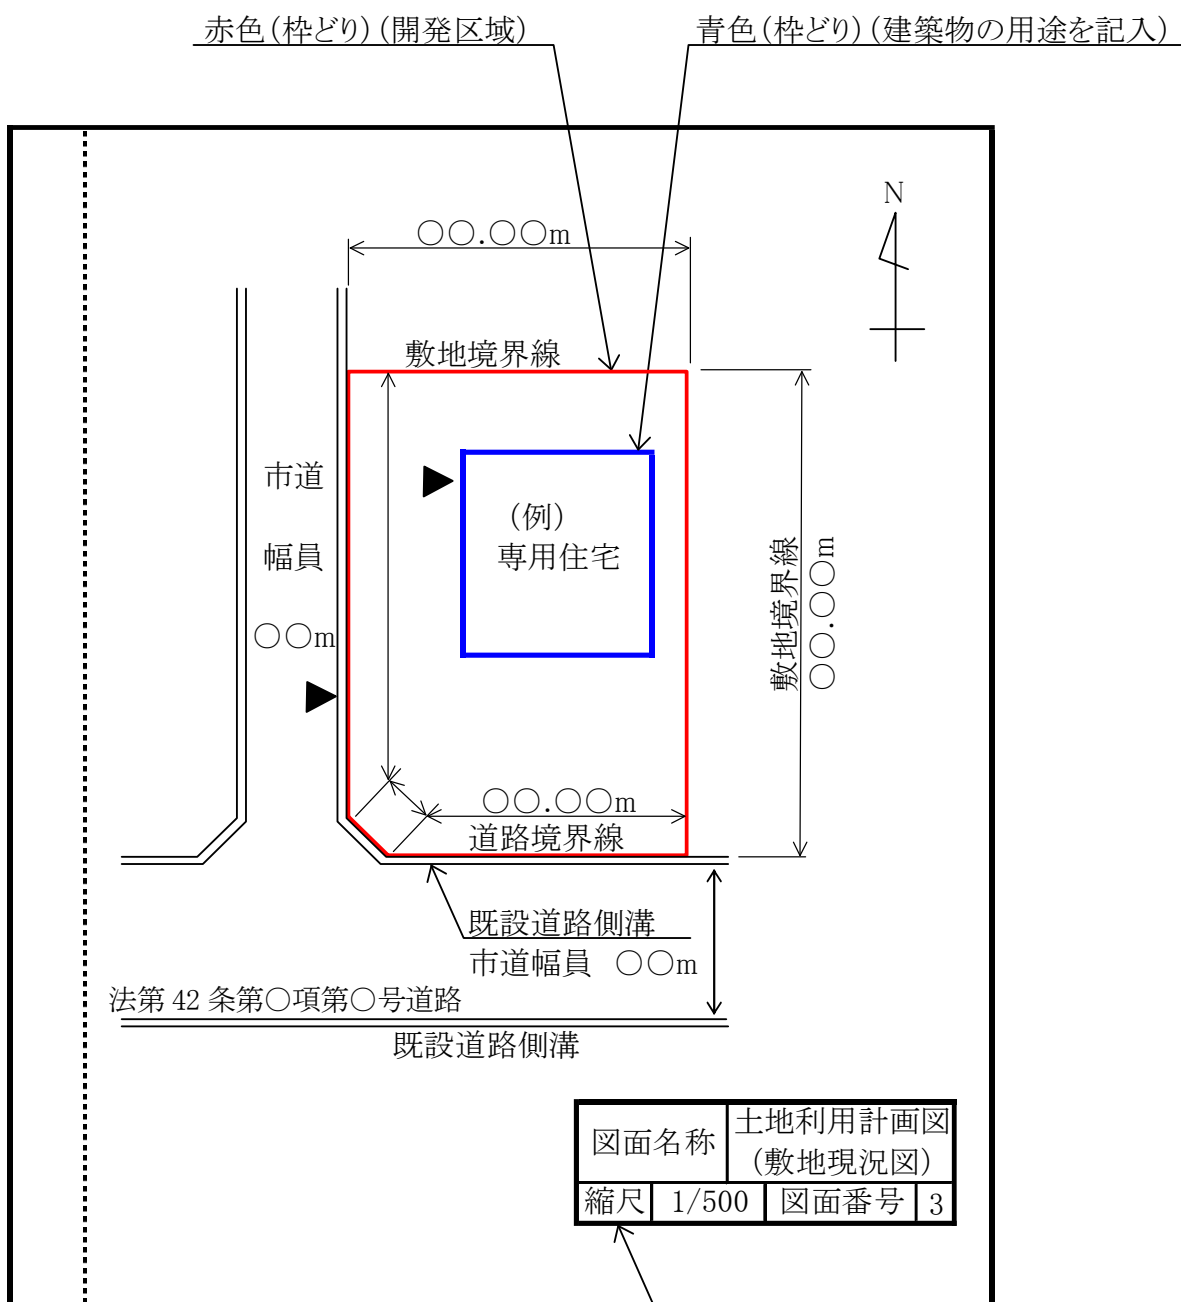 赤色(枠どり)(開発区域)
青色(枠どり)(建築物の用途を記入)
N
○○.○○m
敷地境界線
市道
幅員
○○m
(例)
専用住宅
敷地境界線
○○.○○m
○○.○○m
道路境界線
既設道路側溝
市道幅員 ○○m
法第42条第○項第○号道路
既設道路側溝
図面名称 土地利用計画図
(敷地現況図)
縮尺 1/500 図面番号 3